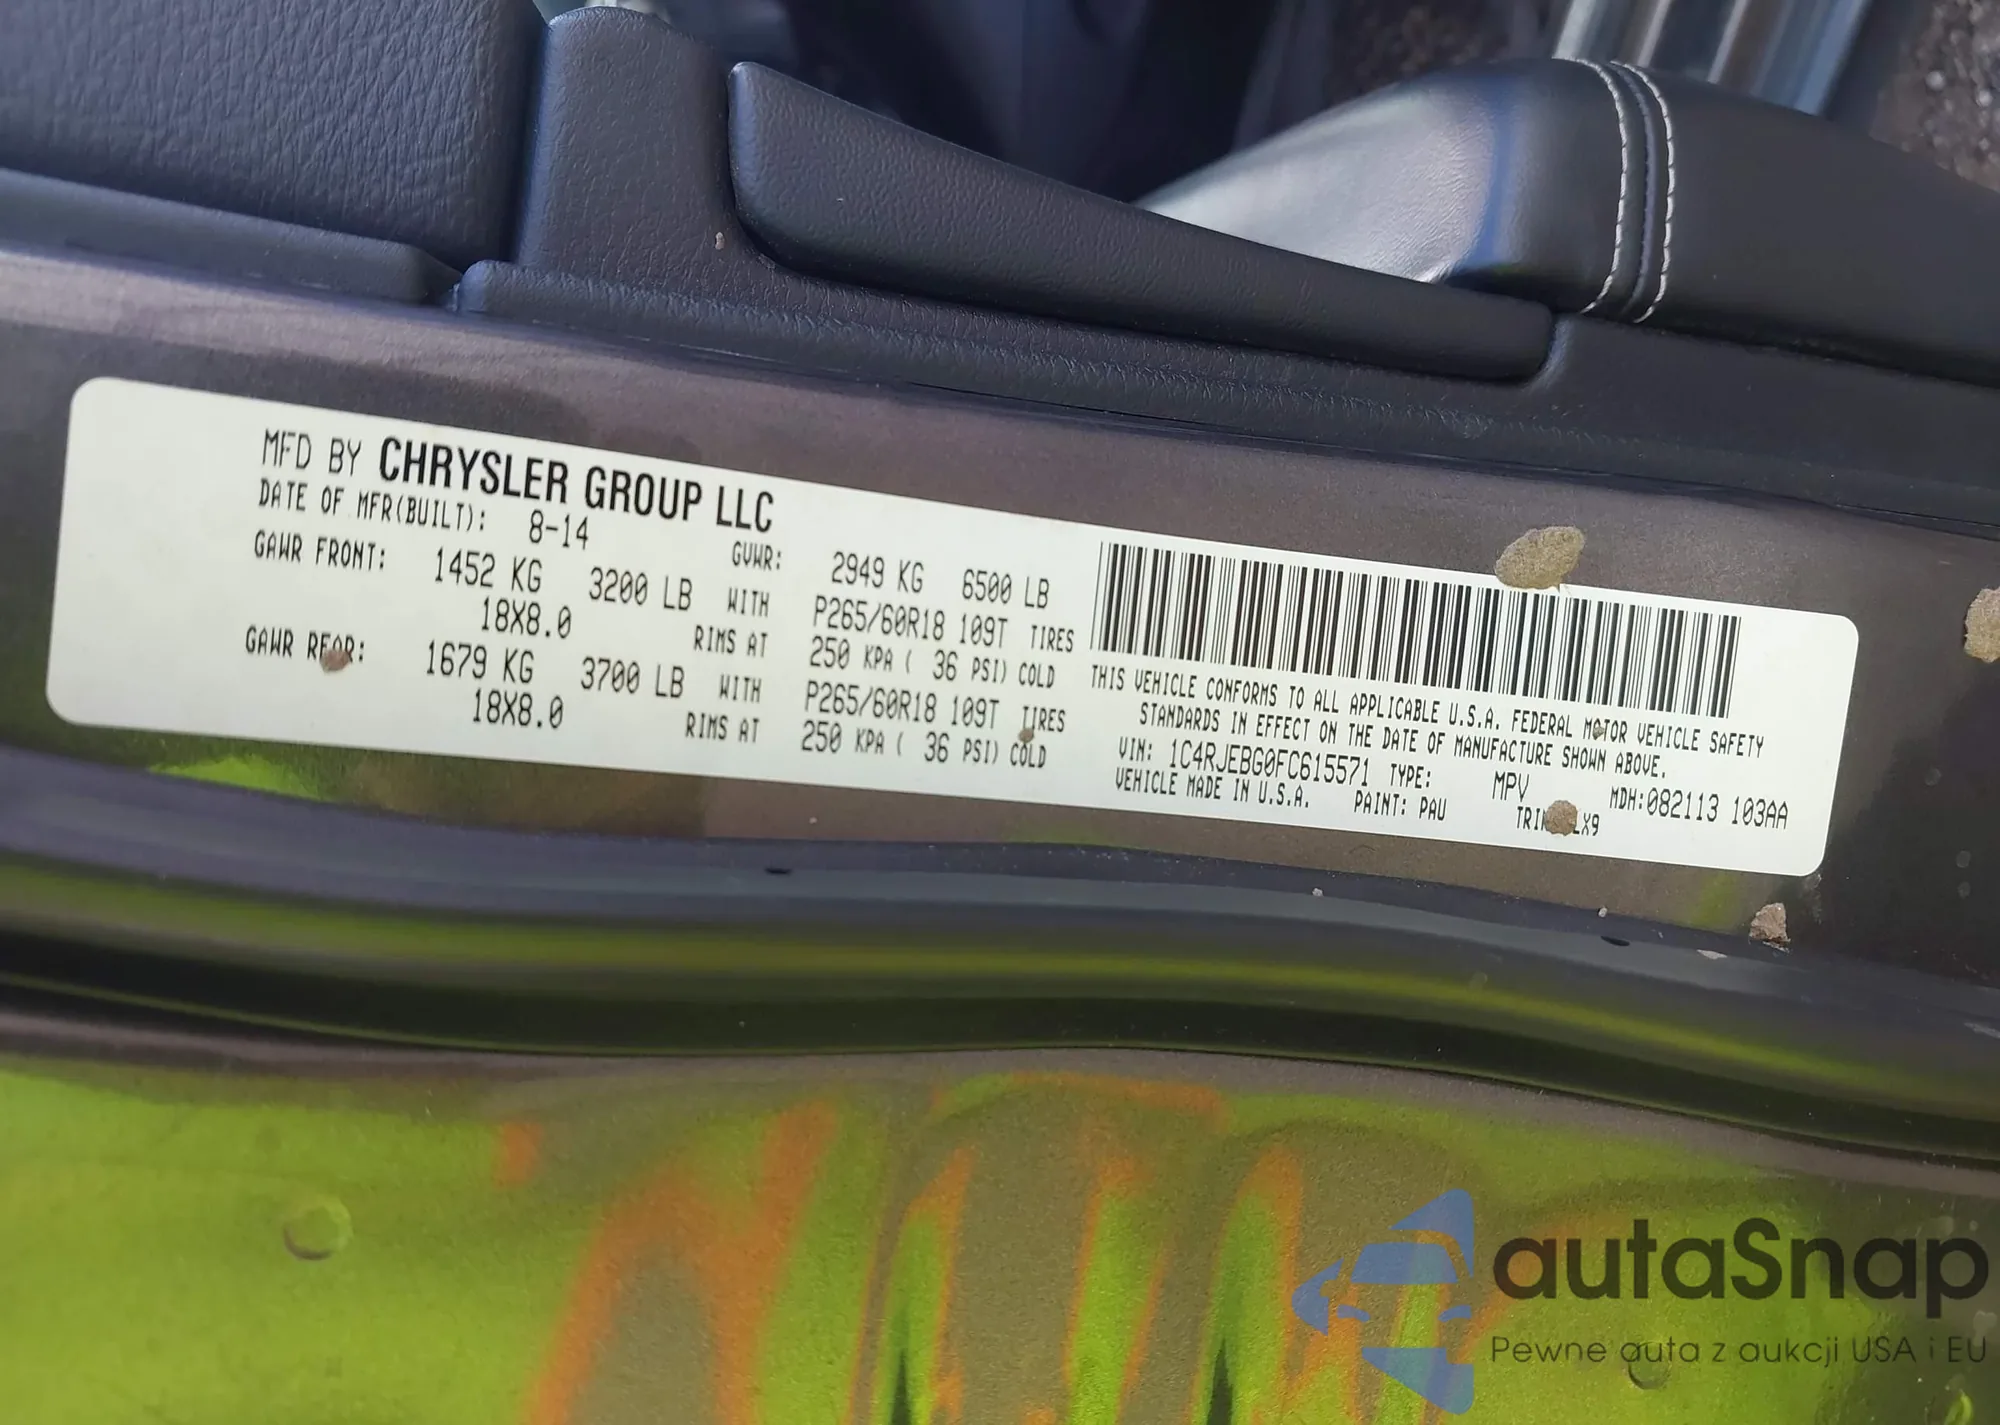 MFD BY CHRYSLER GROUP LLC
DATE OF MFR(BUILT): 8-14 GVWR: 2949 KG 6500 LB
GAWR FRONT: 1452 KG 3200 LB WITH P265/60R18 109T TIRES
18X8.0 RIMS AT 250 KPA ( 36 PSI) COLD
GAWR REAR: 1679 KG 3700 LB WITH P265/60R18 109T TIRES
18X8.0 RIMS AT 250 KPA ( 36 PSI) COLD
THIS VEHICLE CONFORMS TO ALL APPLICABLE U.S.A. FEDERAL MOTOR VEHICLE SAFETY
STANDARDS IN EFFECT ON THE DATE OF MANUFACTURE SHOWN ABOVE.
VIN: 1C4RJEBG0FC615571 TYPE: MPV MDH:082113 103AA
VEHICLE MADE IN U.S.A. PAINT: PAU
autaSnap
Pewne auta z aukcji USA i EU